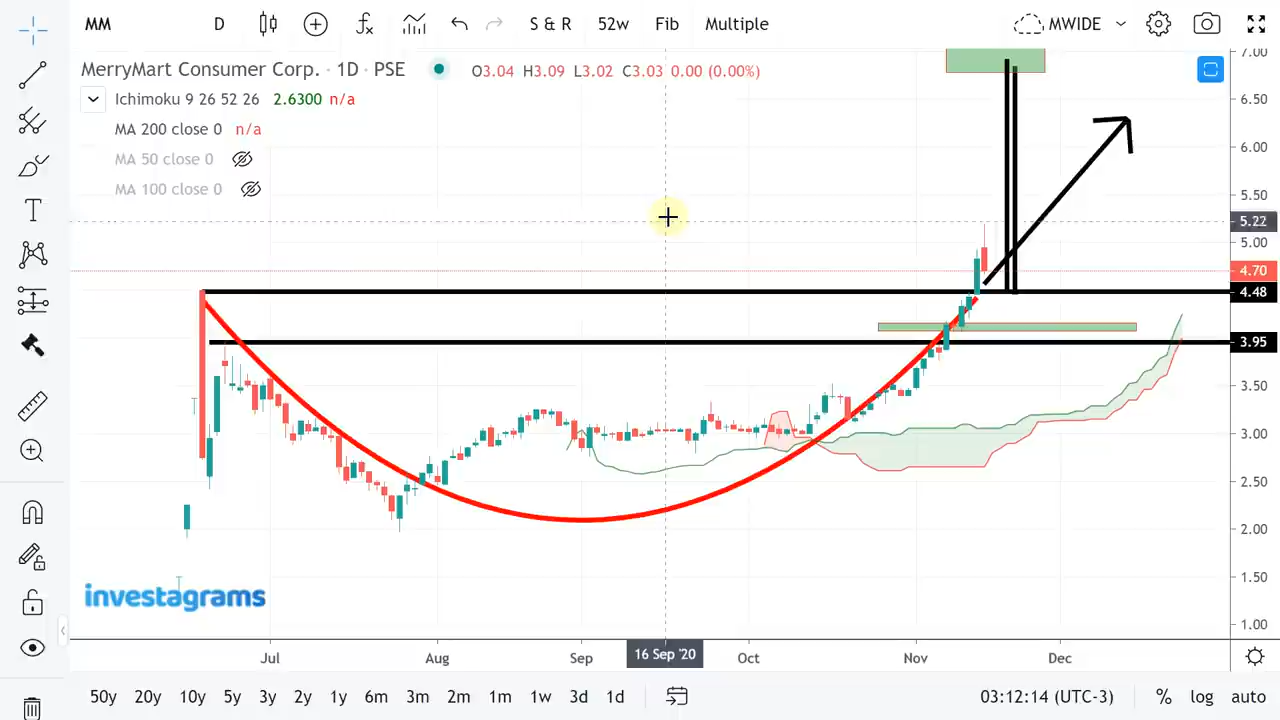 MM D S & R 52w Fib Multiple MWIDE
MerryMart Consumer Corp. · 1D · PSE O3.04 H3.09 L3.02 C3.03 0.00 (0.00%)
Ichimoku 9 26 52 26 2.6300 n/a
MA 200 close 0 n/a
MA 50 close 0
MA 100 close 0
7.00
6.50
6.00
5.50
5.22
5.00
4.70
4.48
3.95
3.50
3.00
2.50
2.00
1.50
1.00
investagrams
Jul Aug Sep 16 Sep '20 Oct Nov Dec
50y 20y 10y 5y 3y 2y 1y 6m 3m 2m 1m 1w 3d 1d 03:12:14 (UTC-3) % log auto